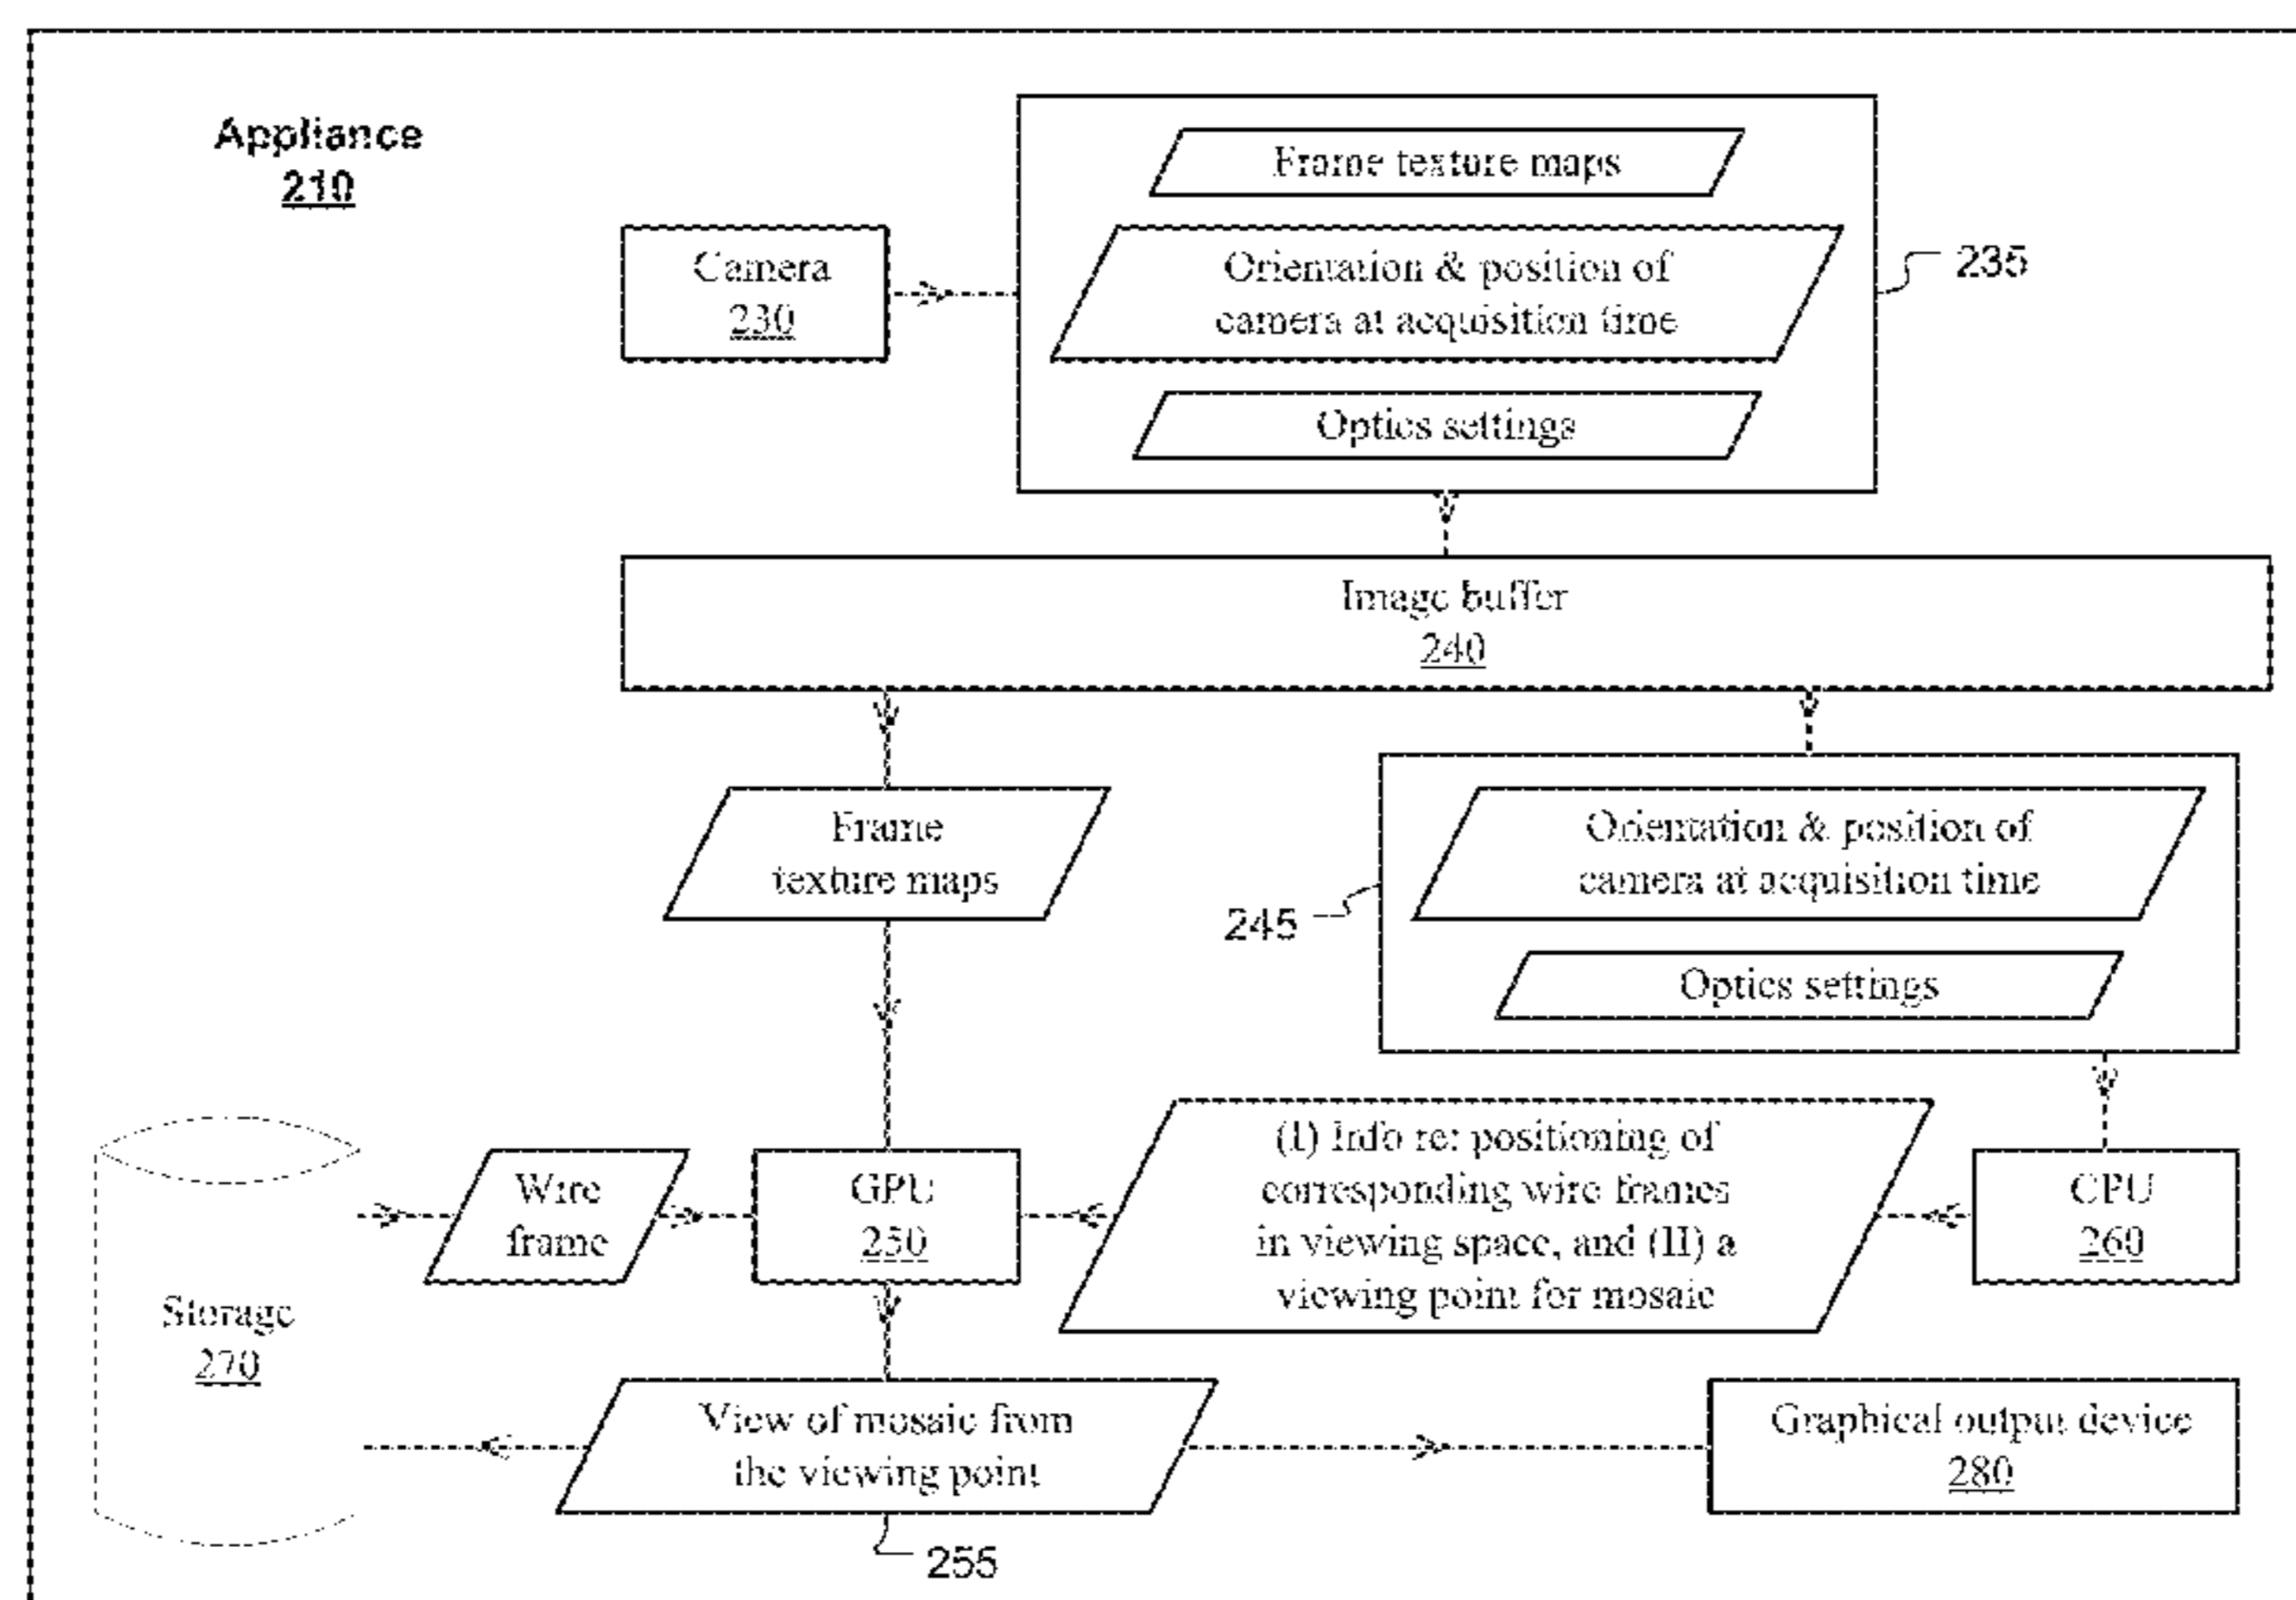 Appliance
210
Frame texture maps
Camera
230
Orientation & position of
camera at acquisition time
235
Optics settings
Image buffer
240
Frame
texture maps
Orientation & position of
camera at acquisition time
245
Optics settings
Storage
270
Wire
frame
GPU
250
(I) Info re: positioning of
corresponding wire frames
in viewing space, and (II) a
viewing point for mosaic
CPU
260
View of mosaic from
the viewing point
255
Graphical output device
280